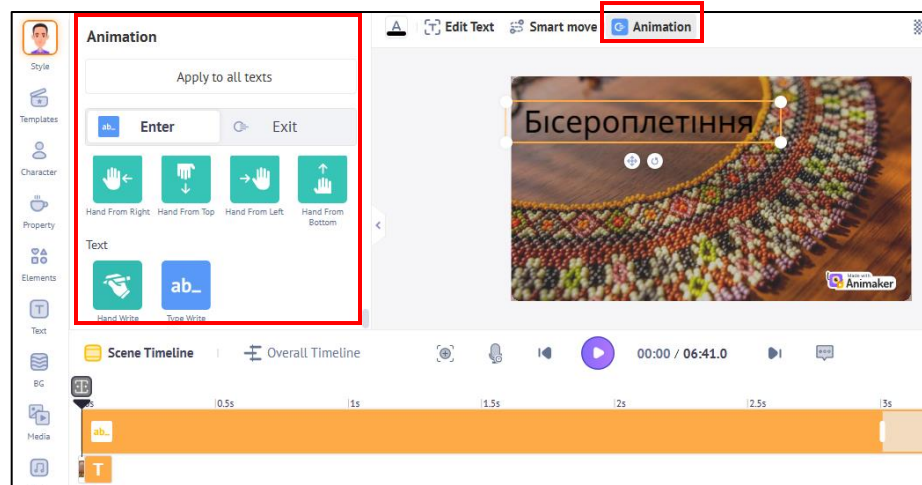 Style
Templates
Character
Property
Elements
Text
BG
Media
Animation
Apply to all texts
ab_ Enter
Exit
Hand From Right
Hand From Top
Hand From Left
Hand From
Bottom
Text
ab_
Hand Write
Type Write
A
T Edit Text
Smart move
Animation
Бісероплетіння
Made with
Animaker
Scene Timeline
Overall Timeline
00:00 / 06:41.0
0s
0.5s
1s
1.5s
2s
2.5s
3s
ab_
T